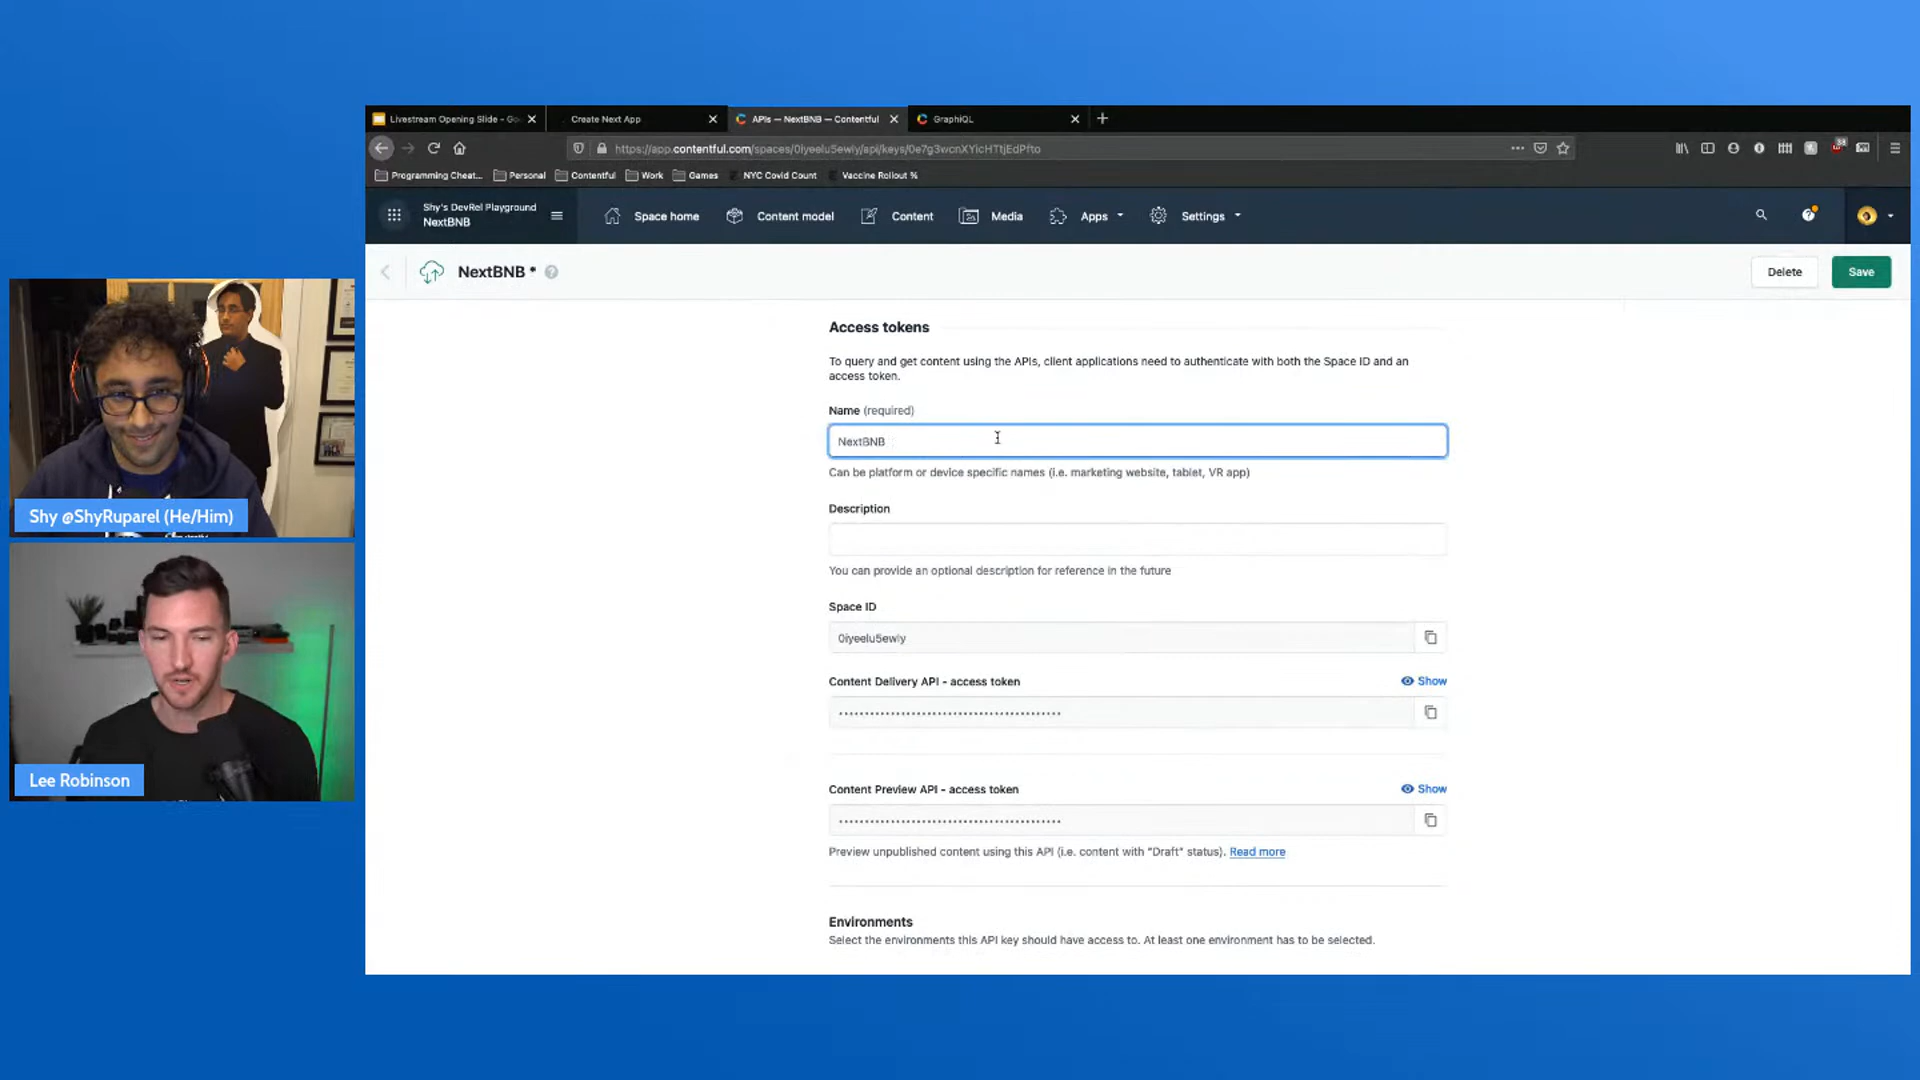 Livestream Opening Slide - Go
Create Next App
APIs — NextBNB — Contentful
GraphiQL
https://app.contentful.com/spaces/0iyeelu5ewly/api/keys/0e7g3wcnXYicHTtjEdPfto
38
Programming Cheat...
Personal
Contentful
Work
Games
NYC Covid Count
Vaccine Rollout %
Shy's DevRel Playground
NextBNB
Space home
Content model
Content
Media
Apps
Settings
NextBNB *
Delete
Save
Access tokens
To query and get content using the APIs, client applications need to authenticate with both the Space ID and an
access token.
Name (required)
NextBNB
Can be platform or device specific names (i.e. marketing website, tablet, VR app)
Description
You can provide an optional description for reference in the future
Space ID
0iyeelu5ewly
Content Delivery API - access token
Show
Content Preview API - access token
Show
Preview unpublished content using this API (i.e. content with "Draft" status). Read more
Environments
Select the environments this API key should have access to. At least one environment has to be selected.
Shy @ShyRuparel (He/Him)
Lee Robinson